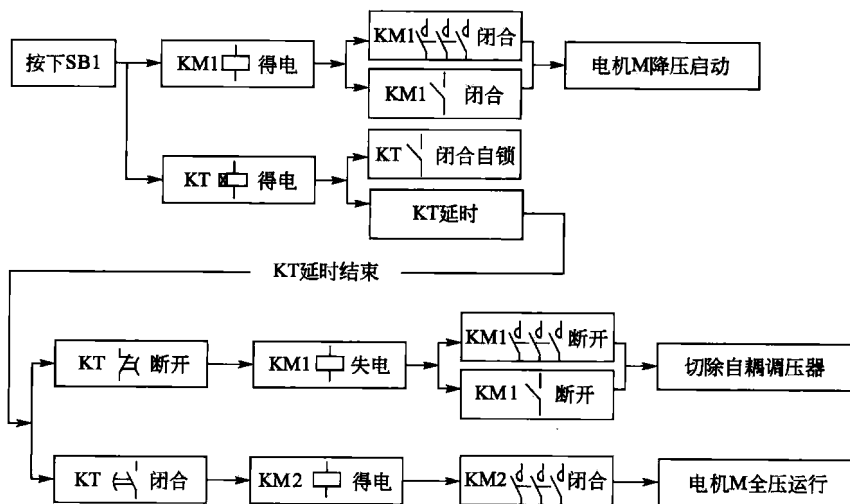 按下SB1
KM1 得电
KM1 闭合
KM1 闭合
电机M降压启动
KT 得电
KT 闭合自锁
KT延时
KT延时结束
KT 断开
KM1 失电
KM1 断开
KM1 断开
切除自耦调压器
KT 闭合
KM2 得电
KM2 闭合
电机M全压运行